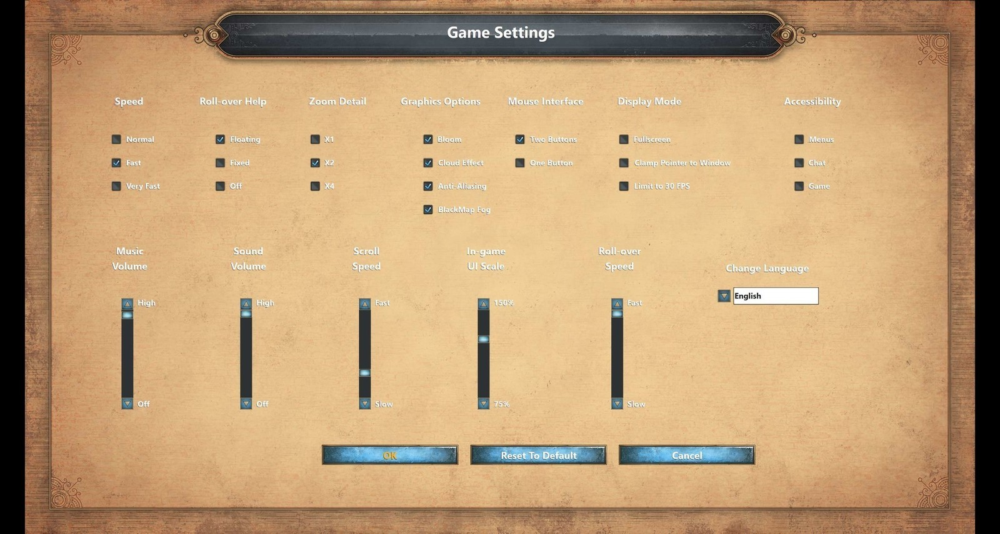 Game Settings
Speed
Roll-over Help
Zoom Detail
Graphics Options
Mouse Interface
Display Mode
Accessibility
Normal
Fast
Very Fast
Floating
Fixed
Off
X1
X2
X4
Bloom
Cloud Effect
Anti-Aliasing
BlackMap Fog
Two Buttons
One Button
Fullscreen
Clamp Pointer to Window
Limit to 30 FPS
Menus
Chat
Game
Music
Volume
High
Off
Sound
Volume
High
Off
Scroll
Speed
Fast
Slow
In-game
UI Scale
150%
75%
Roll-over
Speed
Fast
Slow
Change Language
English
OK
Reset To Default
Cancel